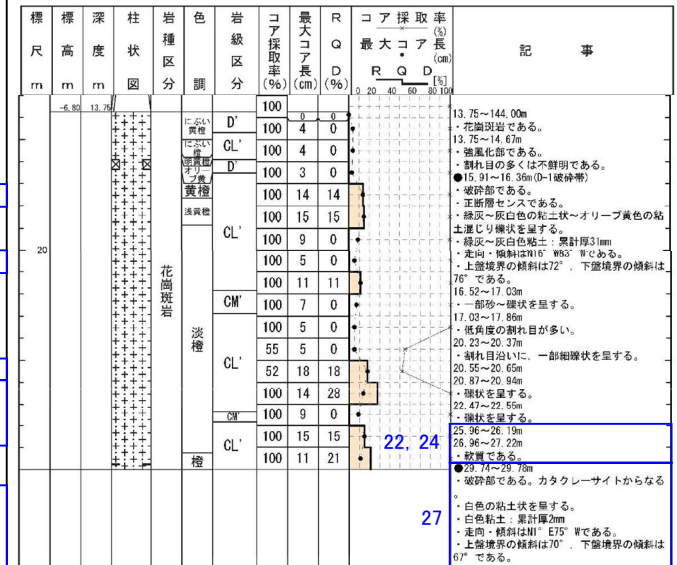 標尺m 標高m 深度m 柱状図 岩種区分 色調 岩級区分 コア採取率(%) 最大コア長(cm) RQD(%) コア採取率(%) 最大コア長(cm) RQD[%] 記事
0 20 40 60 80 100
-6.80 13.75
20
花崗斑岩
にぶい黄橙
にぶい橙
明黄橙
オリーブ黄
黄橙
浅黄橙
淡橙
橙
D'
CL'
D'
CL'
CM'
CL'
CM'
CL'
100 0 0
100 4 0
100 4 0
100 3 0
100 14 14
100 15 15
100 9 0
100 5 0
100 11 11
100 7 0
100 5 0
55 5 0
52 18 18
100 14 28
100 9 0
100 15 15
100 11 21
13.75~144.00m
・花崗斑岩である。
13.75~14.67m
・強風化部である。
・割れ目の多くは不鮮明である。
●15.91~16.36m(D-1破砕帯)
・破砕部である。
・正断層センスである。
・緑灰~灰白色の粘土状~オリーブ黄色の粘
土混じり礫状を呈する。
・緑灰~灰白色粘土:累計厚31mm
・走向・傾斜はN16°W83°Wである。
・上盤境界の傾斜は72°, 下盤境界の傾斜は
76°である。
16.52~17.03m
・一部砂~礫状を呈する。
17.03~17.86m
・低角度の割れ目が多い。
20.23~20.37m
・割れ目沿いに、一部細礫状を呈する。
20.55~20.65m
20.87~20.94m
・礫状を呈する。
22.47~22.55m
・礫状を呈する。
25.96~26.19m
26.96~27.22m
・軟質である。
22, 24
●29.74~29.78m
・破砕部である。カタクレーサイトからなる
。
・白色の粘土状を呈する。
・白色粘土:累計厚2mm
・走向・傾斜はN1°E75°Wである。
・上盤境界の傾斜は70°, 下盤境界の傾斜は
67°である。
27